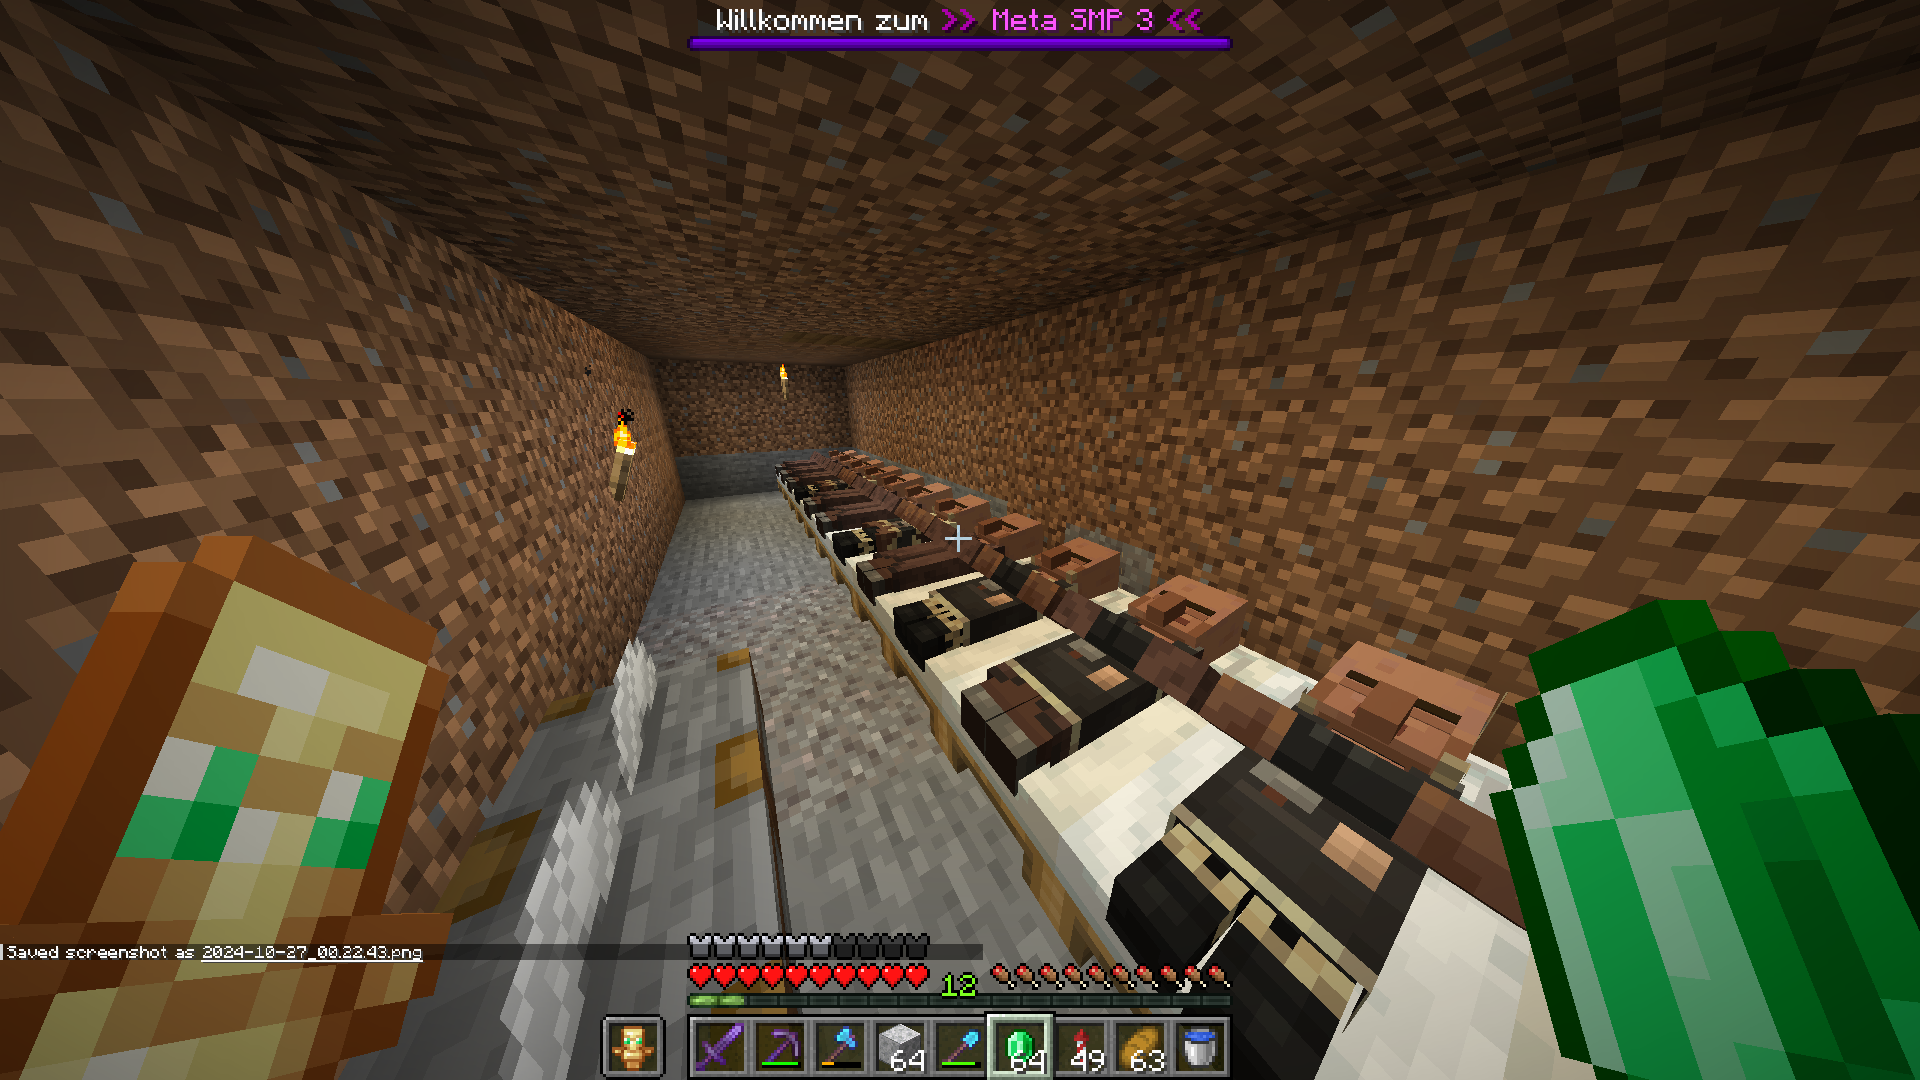 Willkommen zum >> Meta SMP 3 <<
Saved screenshot as 2024-10-27_00.22.43.png
12
64 64 49 63